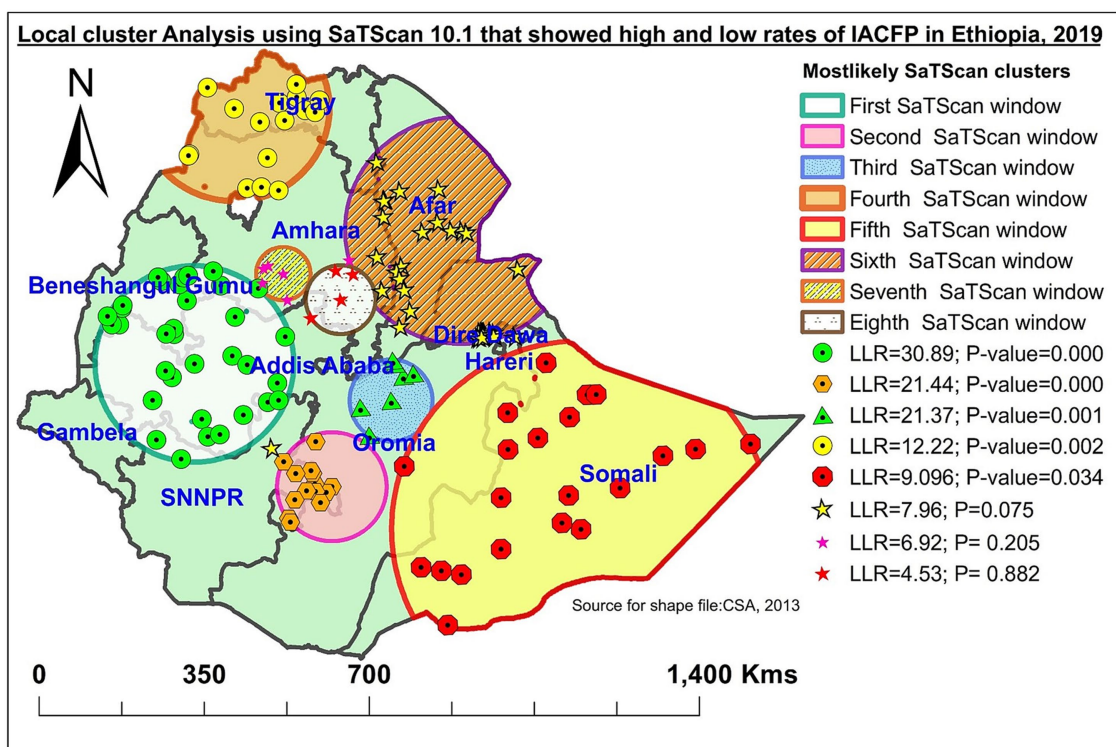 Local cluster Analysis using SaTScan 10.1 that showed high and low rates of IACFP in Ethiopia, 2019
N
Mostlikely SaTScan clusters
First SaTScan window
Second SaTScan window
Third SaTScan window
Fourth SaTScan window
Fifth SaTScan window
Sixth SaTScan window
Seventh SaTScan window
Eighth SaTScan window
LLR=30.89; P-value=0.000
LLR=21.44; P-value=0.000
LLR=21.37; P-value=0.001
LLR=12.22; P-value=0.002
LLR=9.096; P-value=0.034
LLR=7.96; P=0.075
LLR=6.92; P= 0.205
LLR=4.53; P= 0.882
Tigray
Afar
Amhara
Beneshangul Gumu
Dire Dawa
Hareri
Addis Ababa
Gambela
Oromia
Somali
SNNPR
Source for shape file:CSA, 2013
0 350 700 1,400 Kms